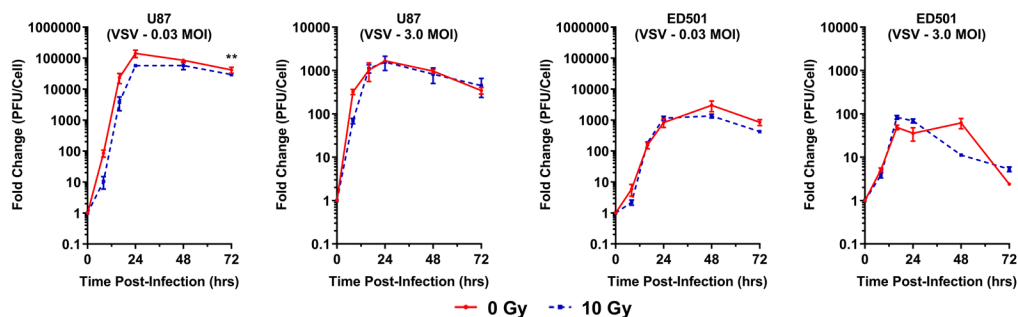 U87
(VSV - 0.03 MOI)
Fold Change (PFU/Cell)
1000000
100000
10000
1000
100
10
1
0.1
**
0 24 48 72
Time Post-Infection (hrs)
U87
(VSV - 3.0 MOI)
Fold Change (PFU/Cell)
10000
1000
100
10
1
0.1
0 24 48 72
Time Post-Infection (hrs)
ED501
(VSV - 0.03 MOI)
Fold Change (PFU/Cell)
1000000
100000
10000
1000
100
10
1
0.1
0 24 48 72
Time Post-Infection (hrs)
ED501
(VSV - 3.0 MOI)
Fold Change (PFU/Cell)
10000
1000
100
10
1
0.1
0 24 48 72
Time Post-Infection (hrs)
0 Gy 10 Gy